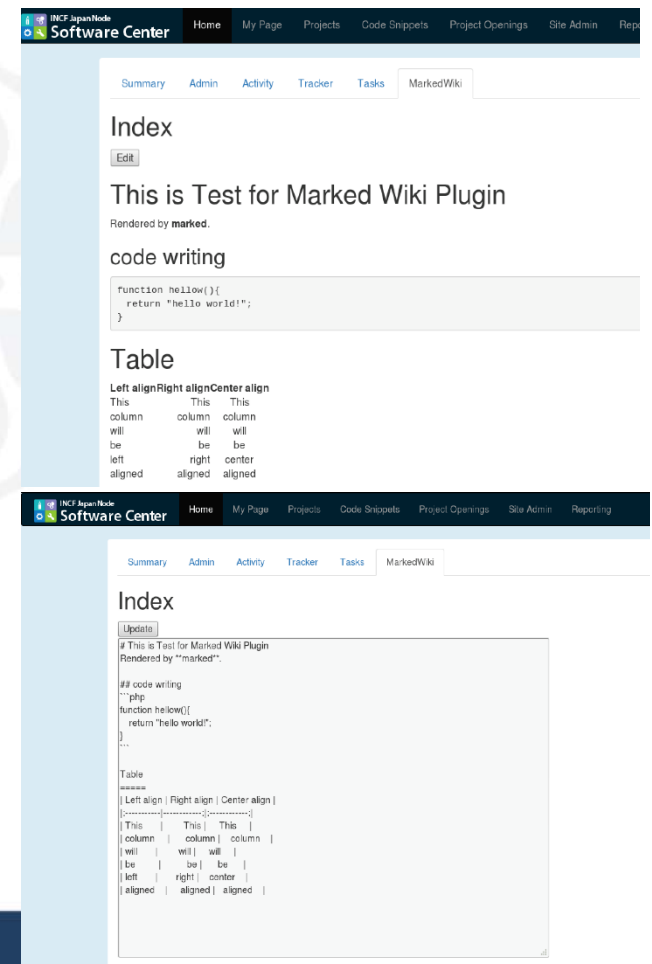 INCF Japan Node
Software Center Home My Page Projects Code Snippets Project Openings Site Admin
Summary Admin Activity Tracker Tasks MarkedWiki
Index
Edit
This is Test for Marked Wiki Plugin
Rendered by marked.
code writing
function hellow(){
return "hello world!";
}
Table
Left align Right align Center align
This This This
column column column
will will will
be be be
left right center
aligned aligned aligned
INCF Japan Node
Software Center Home My Page Projects Code Snippets Project Openings Site Admin Reporting
Summary Admin Activity Tracker Tasks MarkedWiki
Index
Update
# This is Test for Marked Wiki Plugin
Rendered by **marked**.
## code writing
```php
function hellow(){
return "hello world!";
}
```
Table
=====
| Left align | Right align | Center align |
|:-----------|------------:|:------------:|
| This | This | This |
| column | column | column |
| will | will | will |
| be | be | be |
| left | right | center |
| aligned | aligned | aligned |